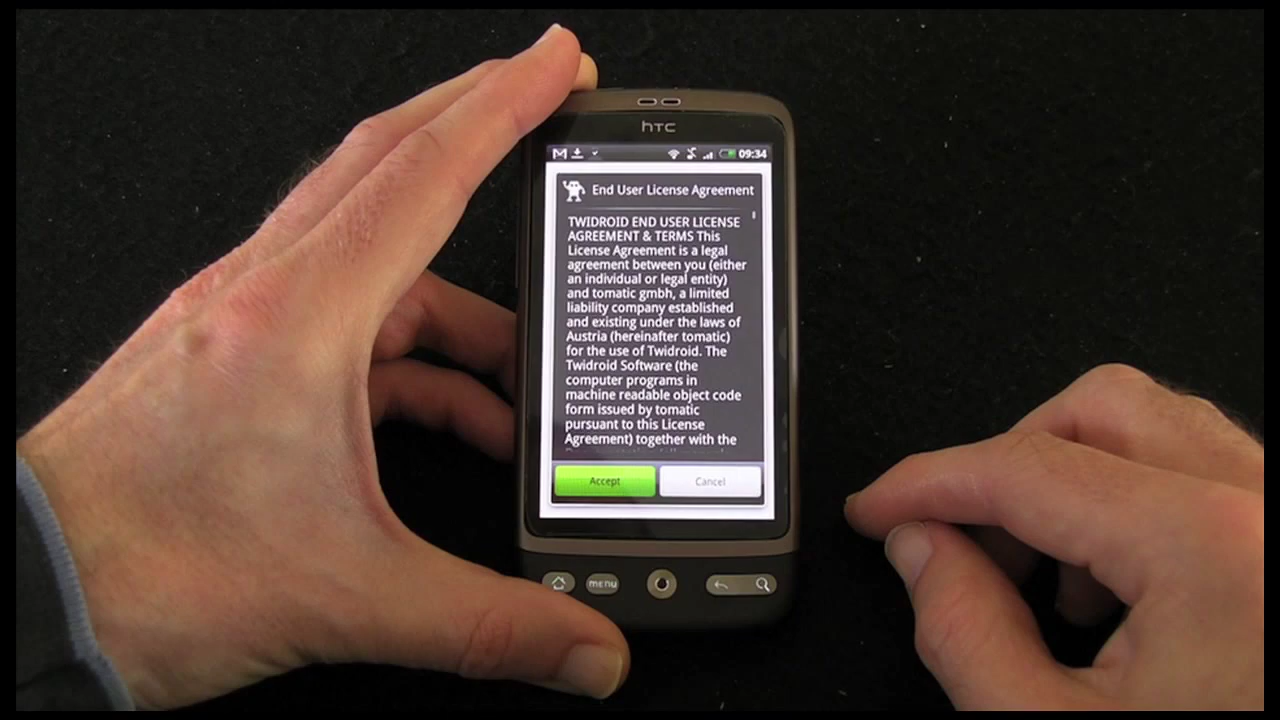 hTC
09:34
End User License Agreement
TWIDROID END USER LICENSE
AGREEMENT & TERMS This
License Agreement is a legal
agreement between you (either
an individual or legal entity)
and tomatic gmbh, a limited
liability company established
and existing under the laws of
Austria (hereinafter tomatic)
for the use of Twidroid. The
Twidroid Software (the
computer programs in
machine readable object code
form issued by tomatic
pursuant to this License
Agreement) together with the
Accept
Cancel
menu